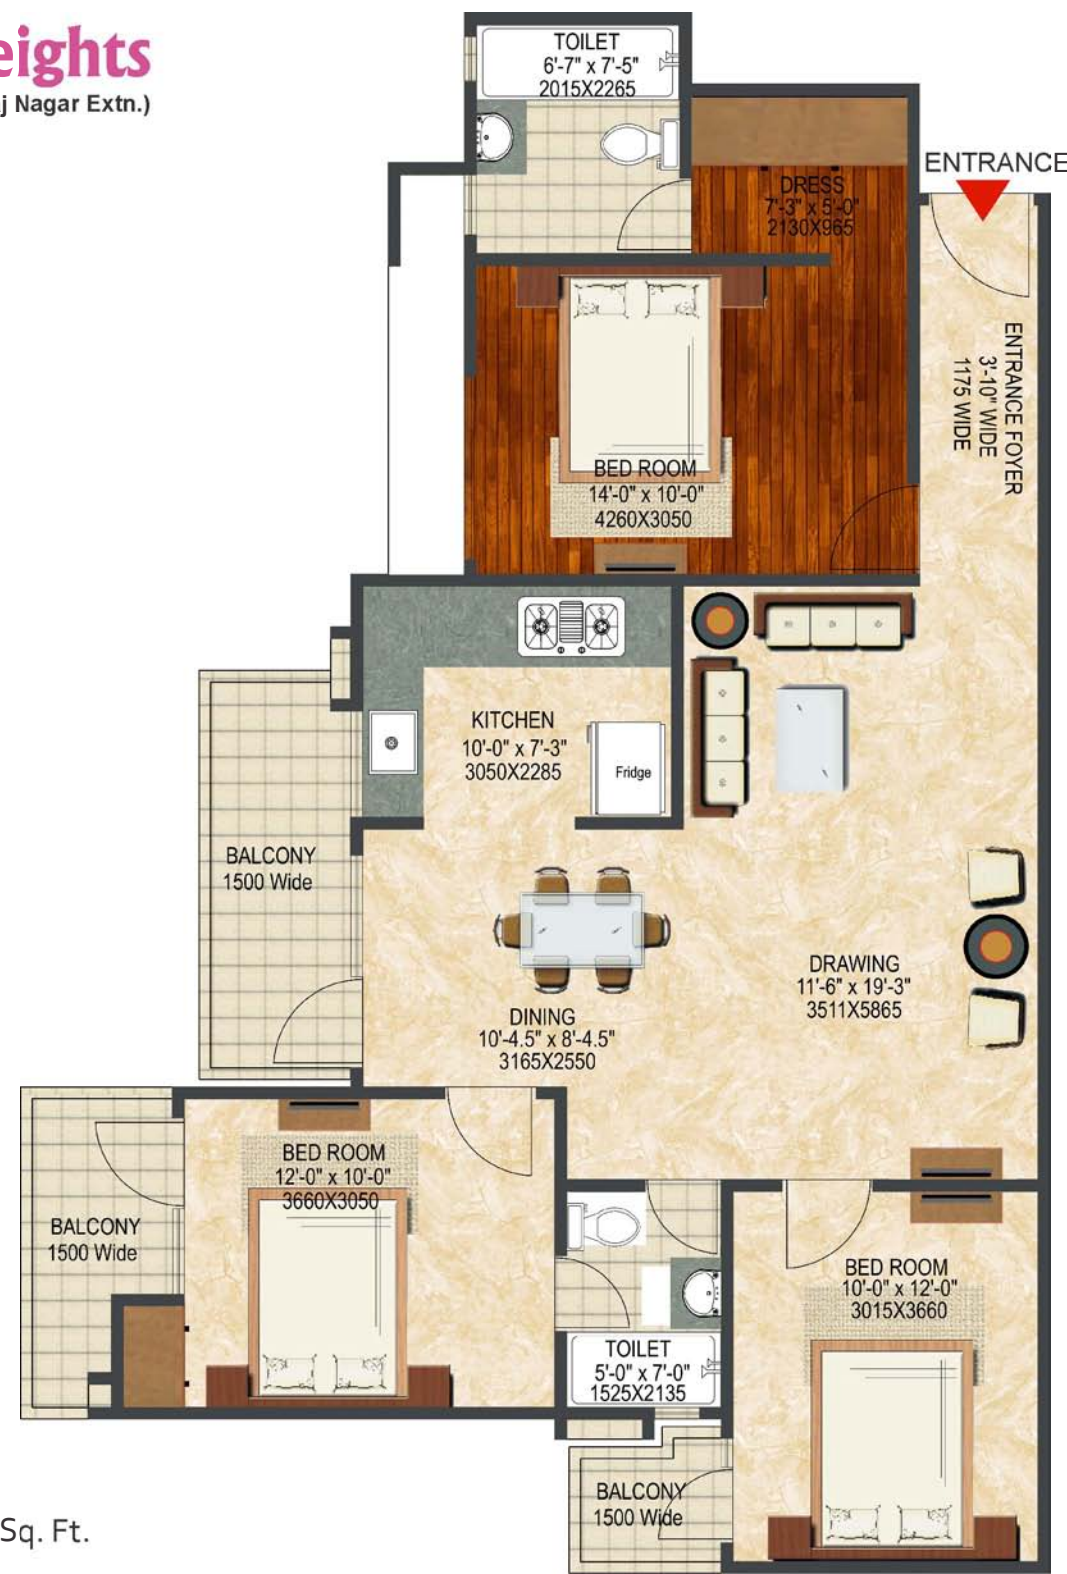 eights
j Nagar Extn.)
TOILET
6'-7" x 7'-5"
2015X2265
ENTRANCE
DRESS
7'-3" x 5'-0"
2130X965
ENTRANCE FOYER
3'-10" WIDE
1175 WIDE
BED ROOM
14'-0" x 10'-0"
4260X3050
KITCHEN
10'-0" x 7'-3"
3050X2285
Fridge
BALCONY
1500 Wide
DRAWING
11'-6" x 19'-3"
3511X5865
DINING
10'-4.5" x 8'-4.5"
3165X2550
BED ROOM
12'-0" x 10'-0"
3660X3050
BALCONY
1500 Wide
BED ROOM
10'-0" x 12'-0"
3015X3660
TOILET
5'-0" x 7'-0"
1525X2135
BALCONY
1500 Wide
Sq. Ft.